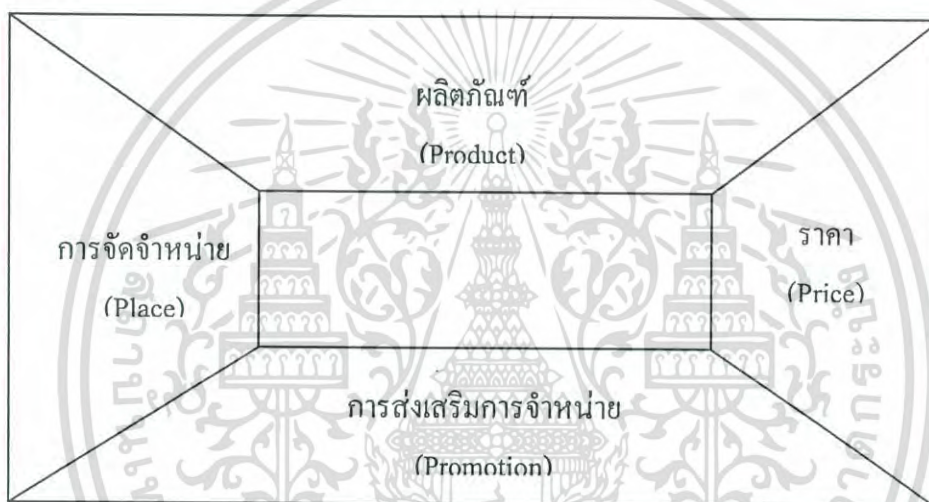 ผลิตภัณฑ์
(Product)
การจัดจำหน่าย
(Place)
ราคา
(Price)
การส่งเสริมการจำหน่าย
(Promotion)